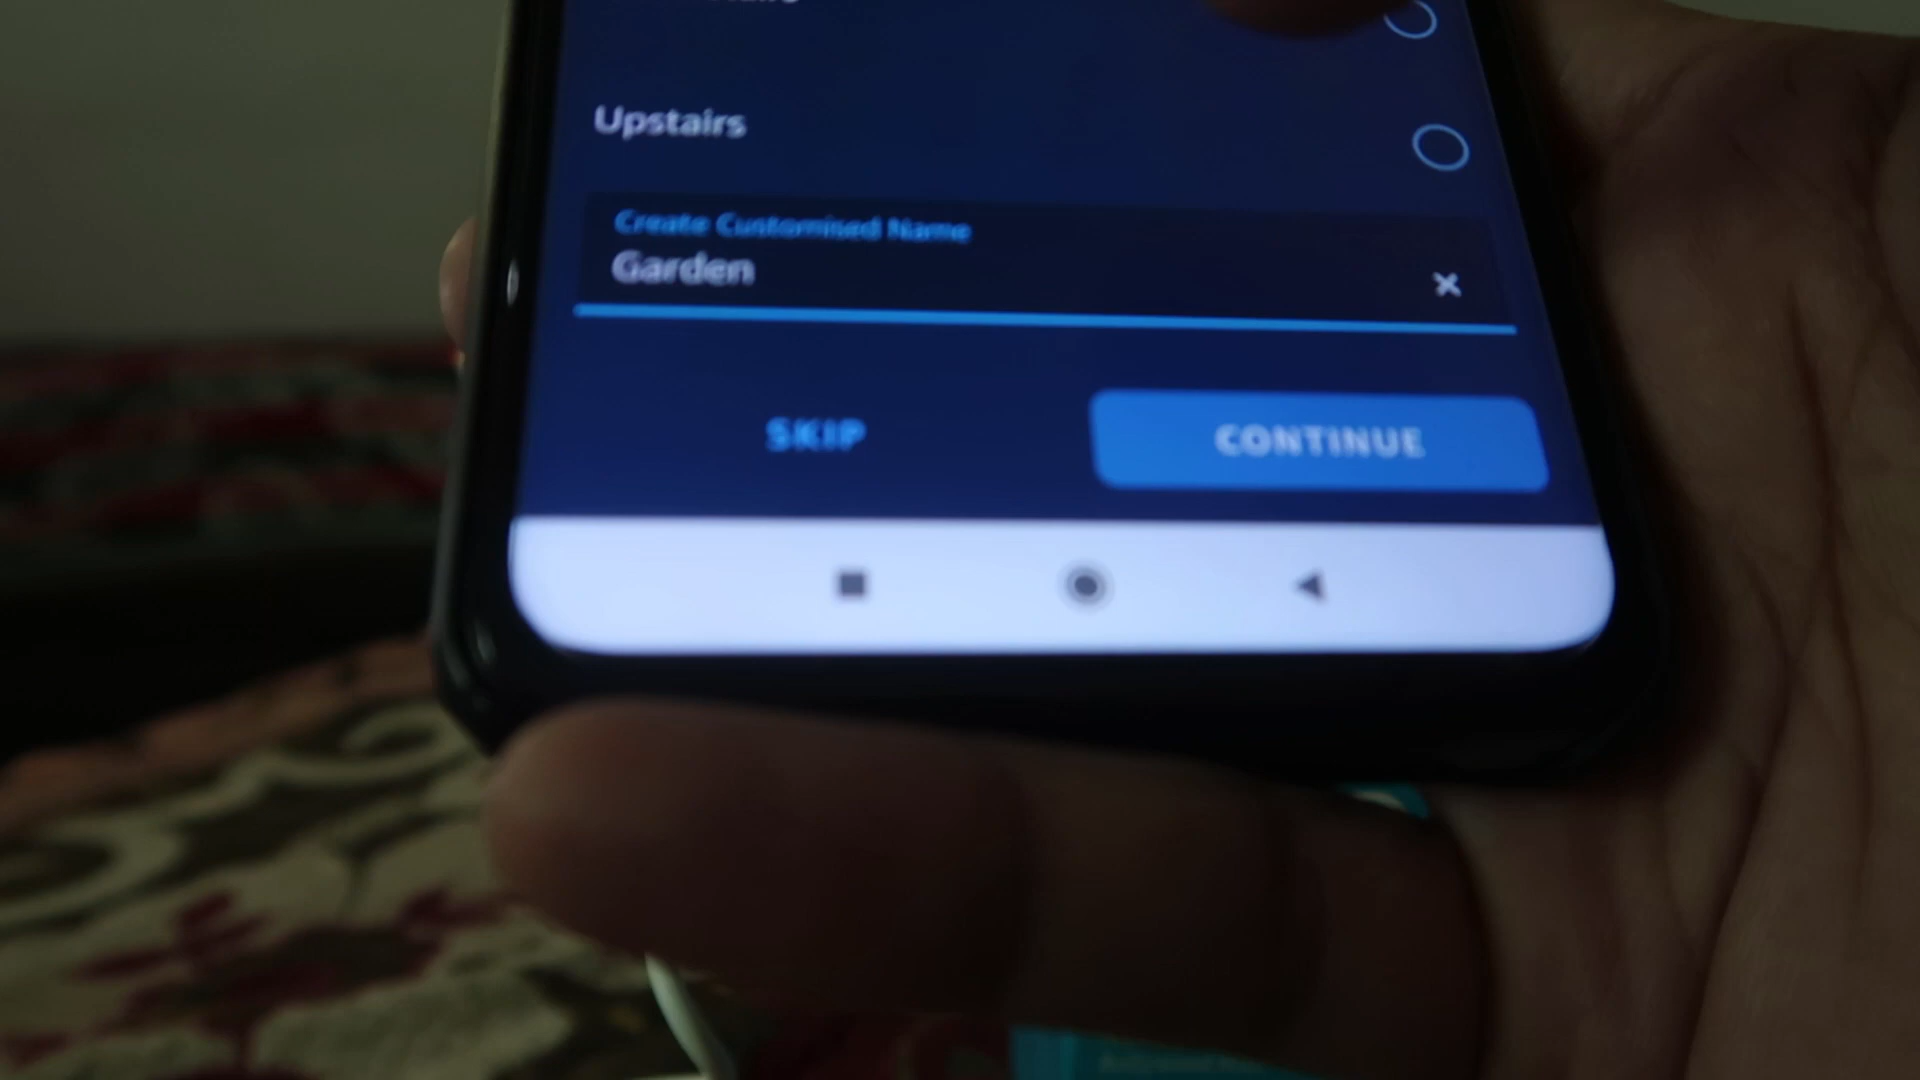 Upstairs
Create Customised Name
Garden
SKIP
CONTINUE